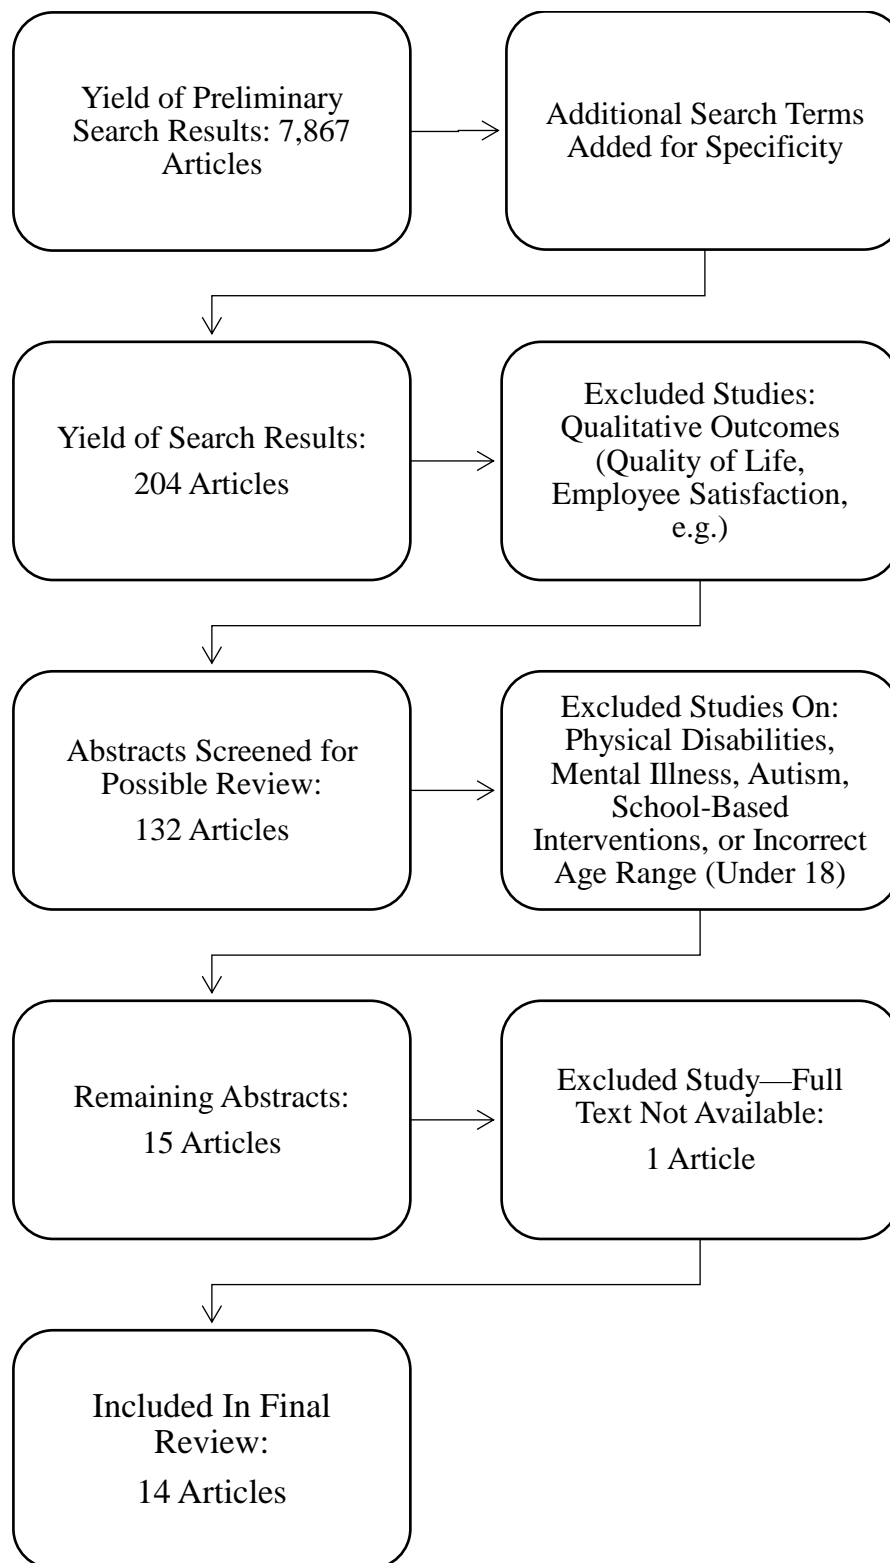 Yield of Preliminary
Search Results: 7,867
Articles
Additional Search Terms
Added for Specificity
Yield of Search Results:
204 Articles
Excluded Studies:
Qualitative Outcomes
(Quality of Life,
Employee Satisfaction,
e.g.)
Abstracts Screened for
Possible Review:
132 Articles
Excluded Studies On:
Physical Disabilities,
Mental Illness, Autism,
School-Based
Interventions, or Incorrect
Age Range (Under 18)
Remaining Abstracts:
15 Articles
Excluded Study—Full
Text Not Available:
1 Article
Included In Final
Review:
14 Articles